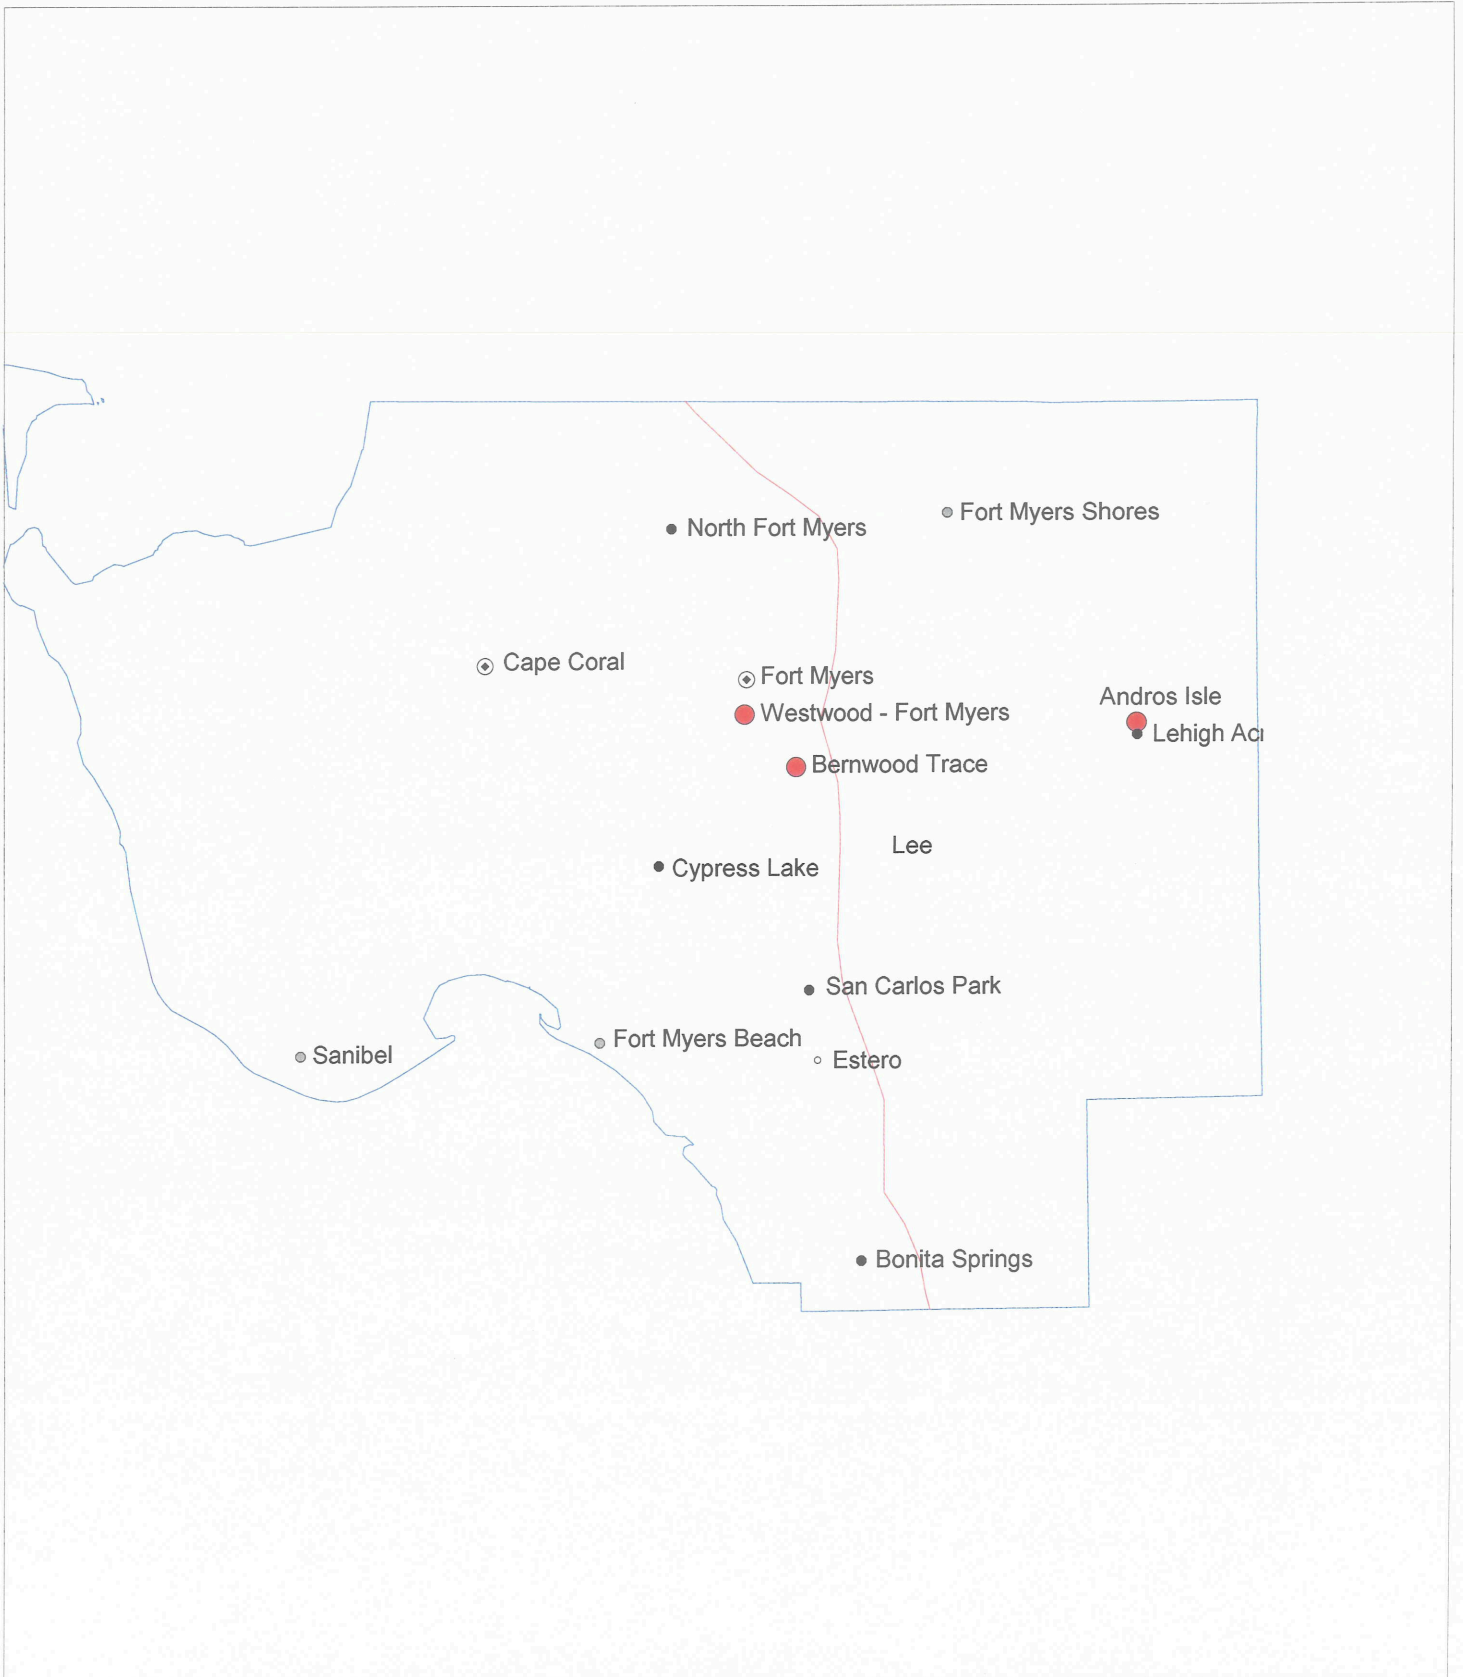 Fort Myers Shores
North Fort Myers
Cape Coral
Fort Myers
Andros Isle
Westwood - Fort Myers
Lehigh Acr
Bernwood Trace
Lee
Cypress Lake
San Carlos Park
Fort Myers Beach
Sanibel
Estero
Bonita Springs